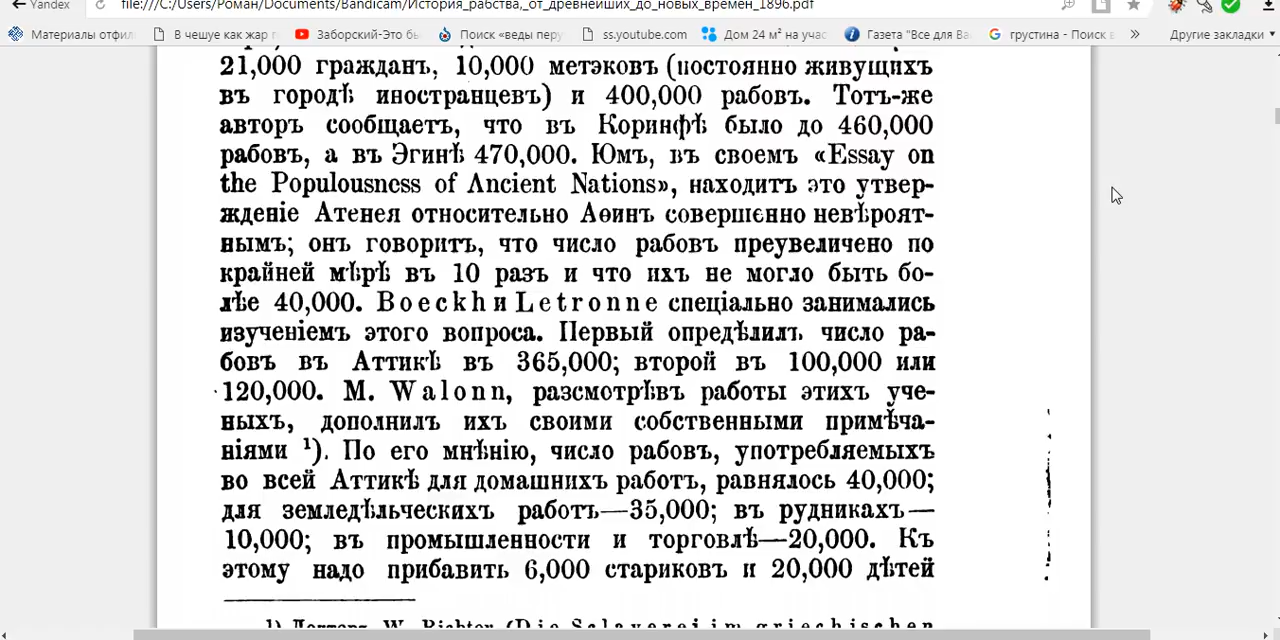 Yandex
file:///C:/Users/Роман/Documents/Bandicam/История_рабства,_от_древнейших_до_новых_времен_1896.pdf
Материалы отфил
В чешуе как жар г
Заборский-Это бь
Поиск «веды перу
ss.youtube.com
Дом 24 м² на учас
Газета "Все для Ва
грустина - Поиск в
Другие закладки
21,000 гражданъ, 10,000 метэковъ (постоянно живущихъ
въ городѣ иностранцевъ) и 400,000 рабовъ. Тотъ-же
авторъ сообщаетъ, что въ Коринфѣ было до 460,000
рабовъ, а въ Эгинѣ 470,000. Юмъ, въ своемъ «Essay on
the Populousness of Ancient Nations», находитъ это утвер-
жденіе Атенея относительно Аѳинъ совершенно невѣроят-
нымъ; онъ говоритъ, что число рабовъ преувеличено по
крайней мѣрѣ въ 10 разъ и что ихъ не могло быть бо-
лѣе 40,000. Boeckh и Letronne спеціально занимались
изученіемъ этого вопроса. Первый опредѣлилъ число ра-
бовъ въ Аттикѣ въ 365,000; второй въ 100,000 или
120,000. М. Walonn, разсмотрѣвъ работы этихъ уче-
ныхъ, дополнилъ ихъ своими собственными примѣча-
ніями ¹). По его мнѣнію, число рабовъ, употребляемыхъ
во всей Аттикѣ для домашнихъ работъ, равнялось 40,000;
для земледѣльческихъ работъ—35,000; въ рудникахъ—
10,000; въ промышленности и торговлѣ—20,000. Къ
этому надо прибавить 6,000 стариковъ и 20,000 дѣтей
1) Докторъ W. Richter (Die Sclaverei im griechischen